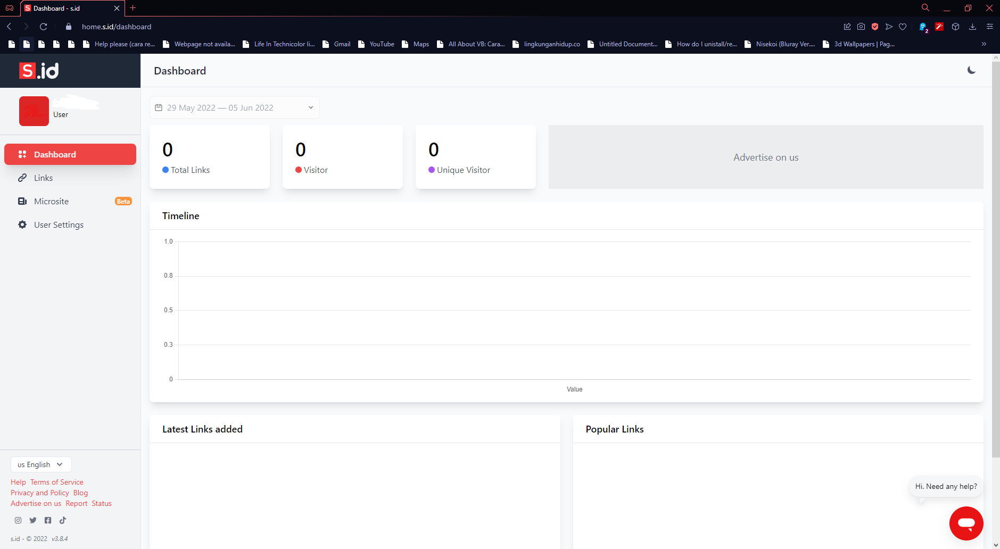 Dashboard - s.id
home.s.id/dashboard
Help please (cara re...
Webpage not availa...
Life In Technicolor li...
Gmail
YouTube
Maps
All About VB: Cara...
lingkunganhidup.co
Untitled Document...
How do I unistall/re...
Nisekoi (Bluray Ver....
3d Wallpapers | Pag...
2
S.id
User
Dashboard
Links
Microsite
Beta
User Settings
Dashboard
29 May 2022 — 05 Jun 2022
0
Total Links
0
Visitor
0
Unique Visitor
Advertise on us
Timeline
1.0
0.8
0.5
0.3
0
Value
Latest Links added
Popular Links
us English
Help Terms of Service
Privacy and Policy Blog
Advertise on us Report Status
s.id - © 2022 v3.8.4
Hi. Need any help?